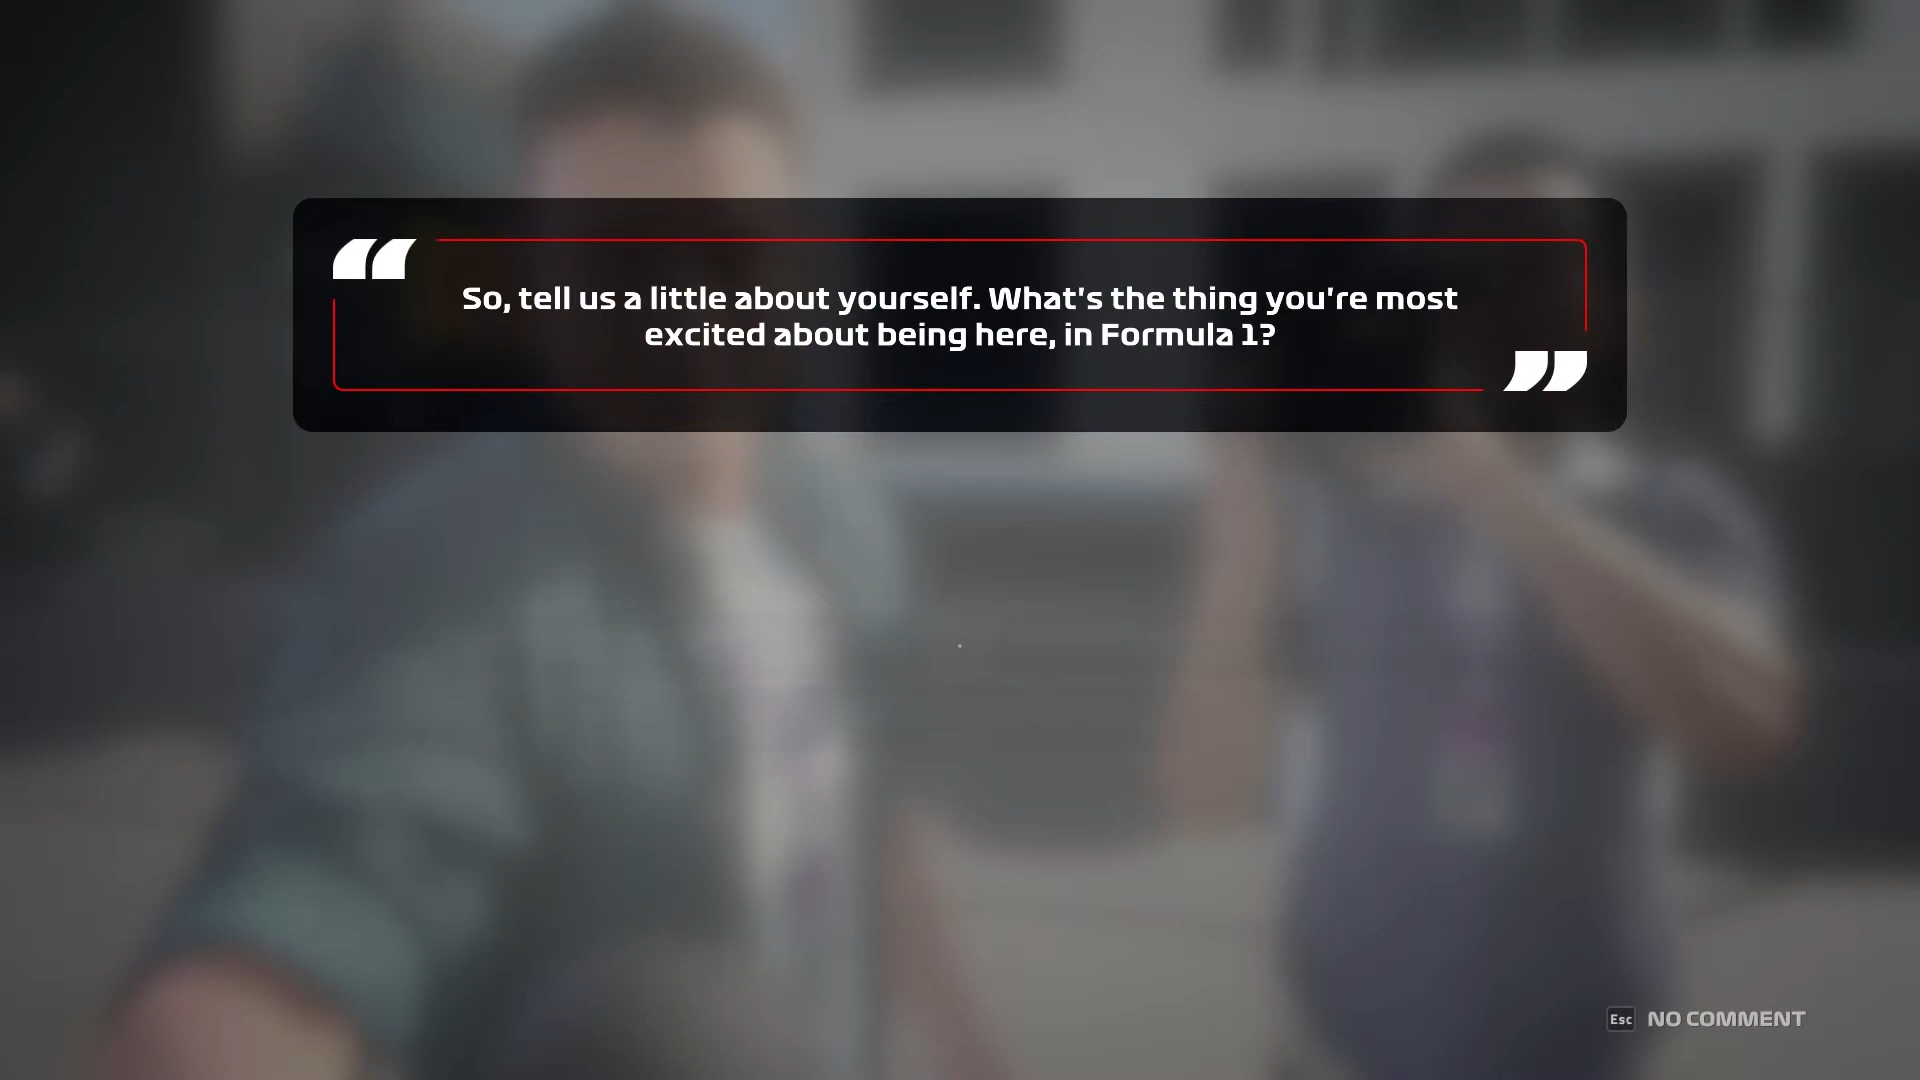 So, tell us a little about yourself. What's the thing you're most
excited about being here, in Formula 1?
Esc NO COMMENT